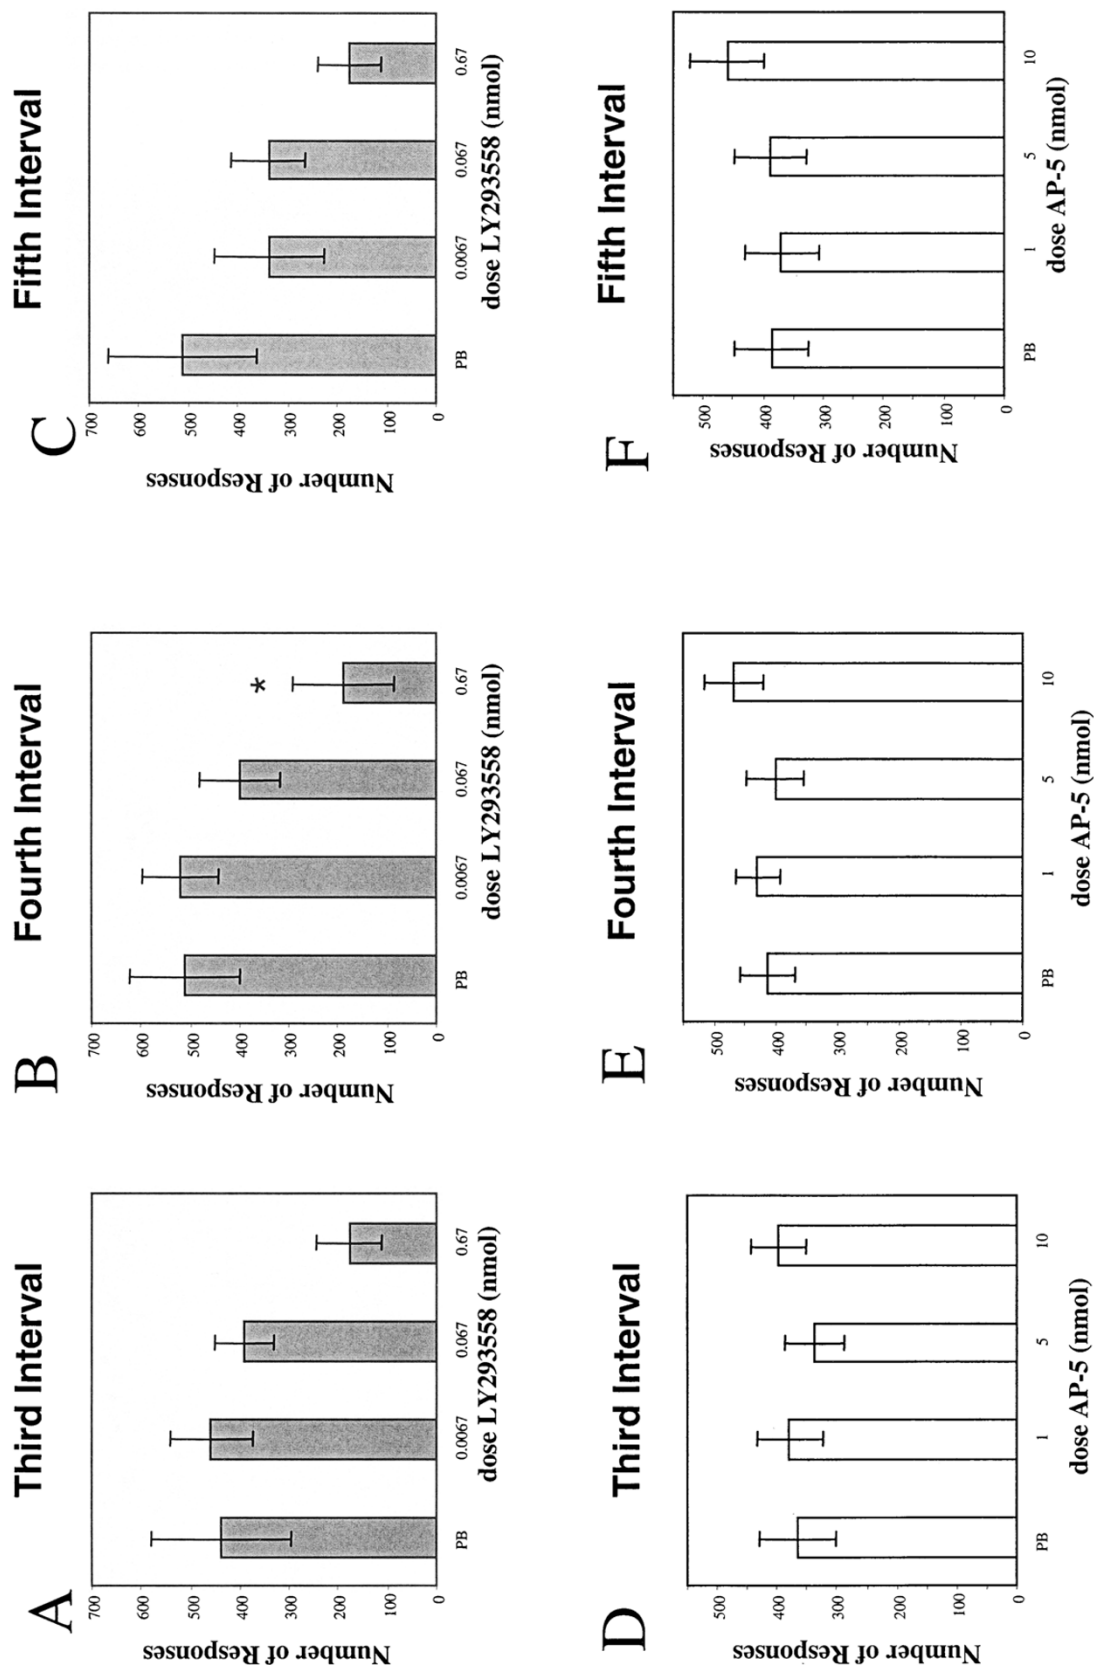 A
Third Interval
Number of Responses
700
600
500
400
300
200
100
0
PB
0.0067
0.067
0.67
dose LY293558 (nmol)
B
Fourth Interval
Number of Responses
700
600
500
400
300
200
100
0
PB
0.0067
0.067
0.67
*
dose LY293558 (nmol)
C
Fifth Interval
Number of Responses
700
600
500
400
300
200
100
0
PB
0.0067
0.067
0.67
dose LY293558 (nmol)
D
Third Interval
Number of Responses
500
400
300
200
100
0
PB
1
5
10
dose AP-5 (nmol)
E
Fourth Interval
Number of Responses
500
400
300
200
100
0
PB
1
5
10
dose AP-5 (nmol)
F
Fifth Interval
Number of Responses
500
400
300
200
100
0
PB
1
5
10
dose AP-5 (nmol)